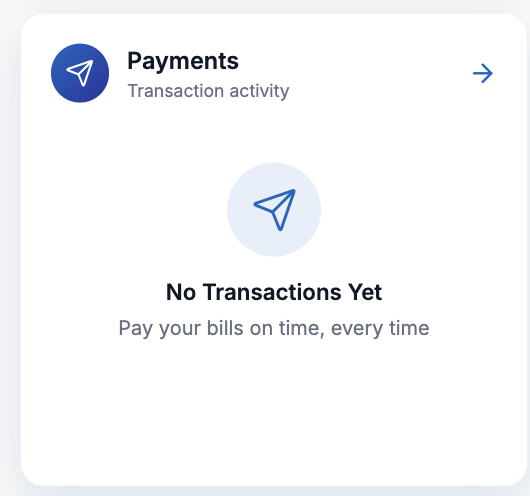 Payments
Transaction activity
No Transactions Yet
Pay your bills on time, every time